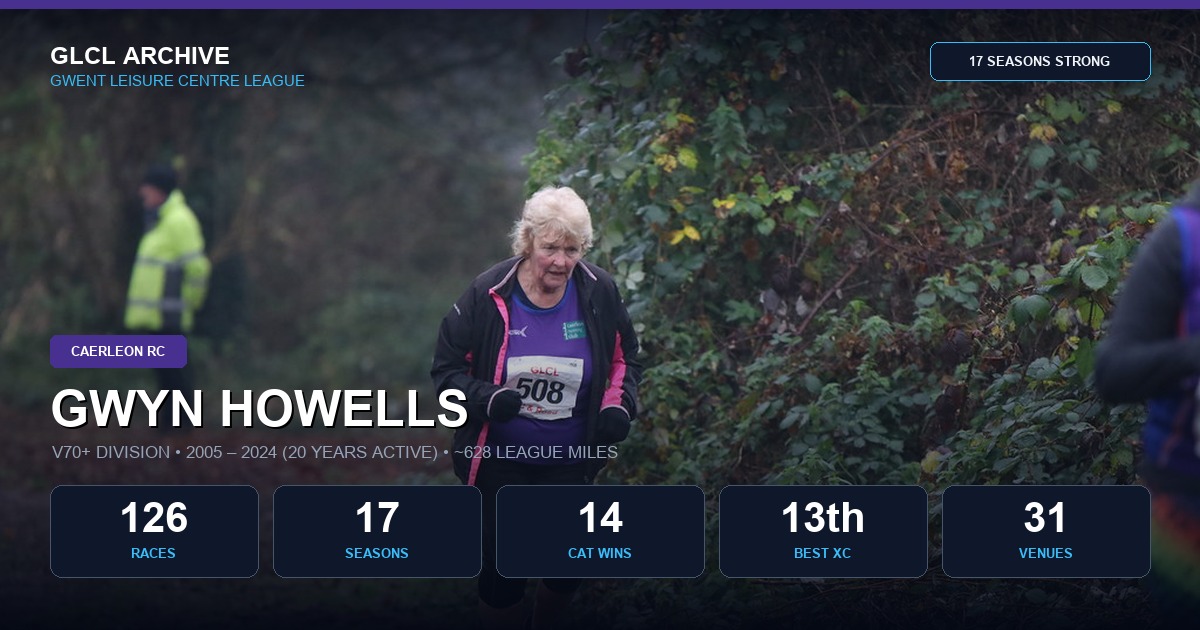 GLCL ARCHIVE
GWENT LEISURE CENTRE LEAGUE
17 SEASONS STRONG
GLCL
508
CAERLEON RC
GWYN HOWELLS
V70+ DIVISION • 2005 – 2024 (20 YEARS ACTIVE) • ~628 LEAGUE MILES
126
RACES
17
SEASONS
14
CAT WINS
13th
BEST XC
31
VENUES